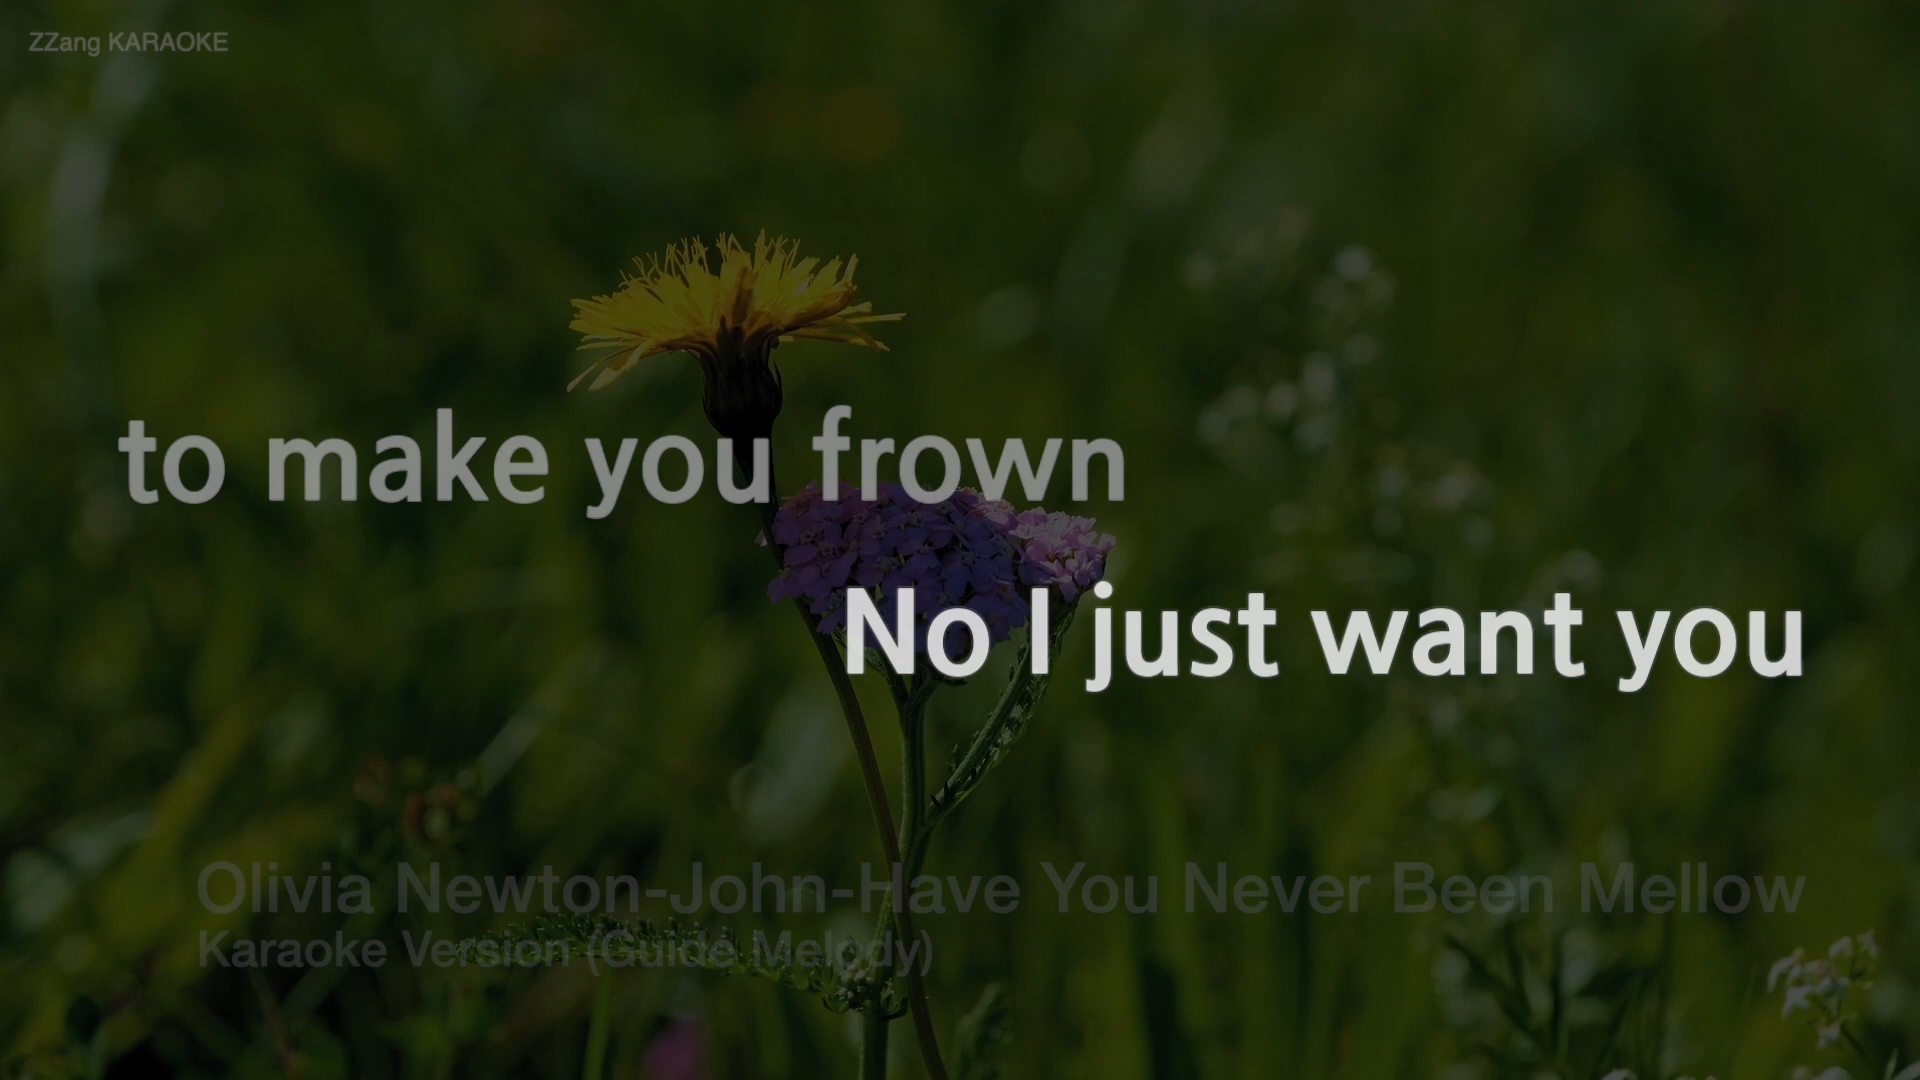 ZZang KARAOKE
to make you frown
No I just want you
Olivia Newton-John-Have You Never Been Mellow
Karaoke Version (Guide Melody)